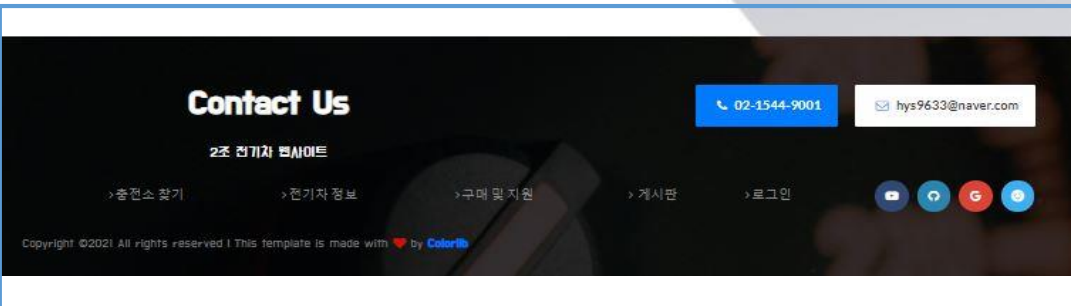 Contact Us
02-1544-9001
hys9633@naver.com
2조 전기차 웹사이트
>충전소 찾기 >전기차 정보 >구매 및 지원 >게시판 >로그인
Copyright ©2021 All rights reserved | This template is made with ❤ by Colorlib